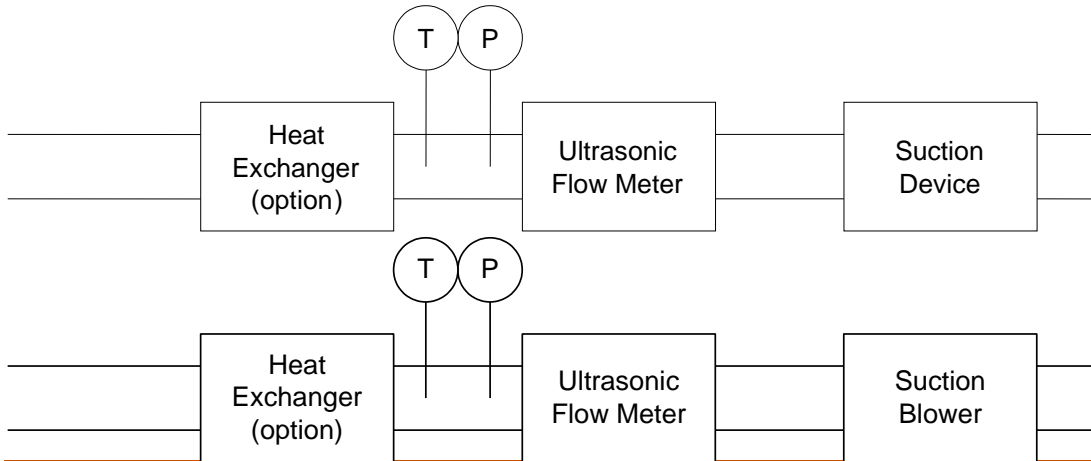 T P
Heat
Exchanger
(option)
Ultrasonic
Flow Meter
Suction
Device
T P
Heat
Exchanger
(option)
Ultrasonic
Flow Meter
Suction
Blower